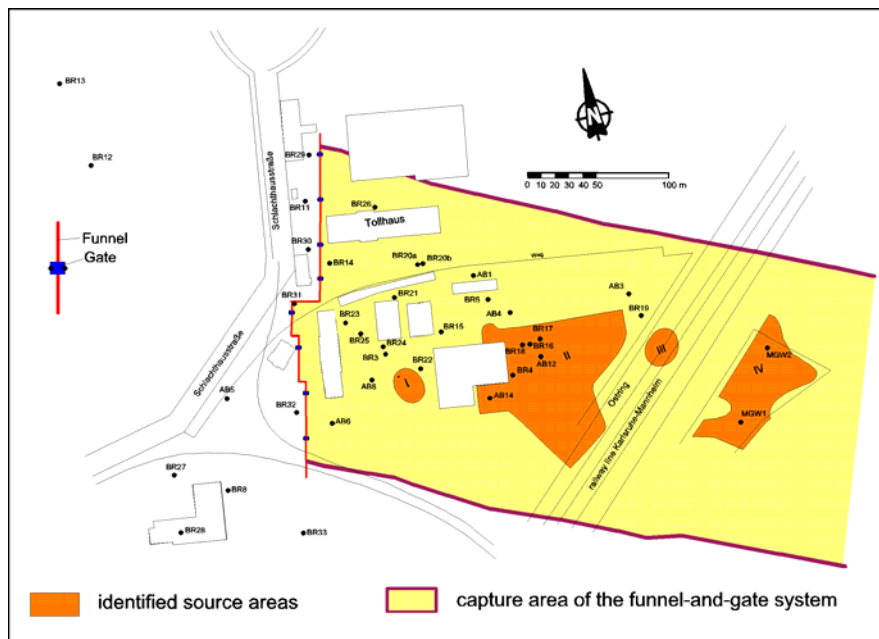 BR13
BR12
Funnel
Gate
Schlachthausstraße
Schlachthausstraße
BR29
BR11
BR30
BR14
BR26
Tollhaus
N
0 10 20 30 40 50 100 m
BR20a
BR20b
Weg
AB1
BR5
AB4
AB3
BR19
BR31
BR21
BR23
BR25
BR24
BR3
BR15
BR22
AB8
I
BR17
BR18
BR16
AB12
BR4
AB14
II
III
IV
MGW2
MGW1
Ostring
railway line Karlsruhe-Mannheim
AB5
BR32
AB6
BR27
BR8
BR28
BR33
identified source areas
capture area of the funnel-and-gate system